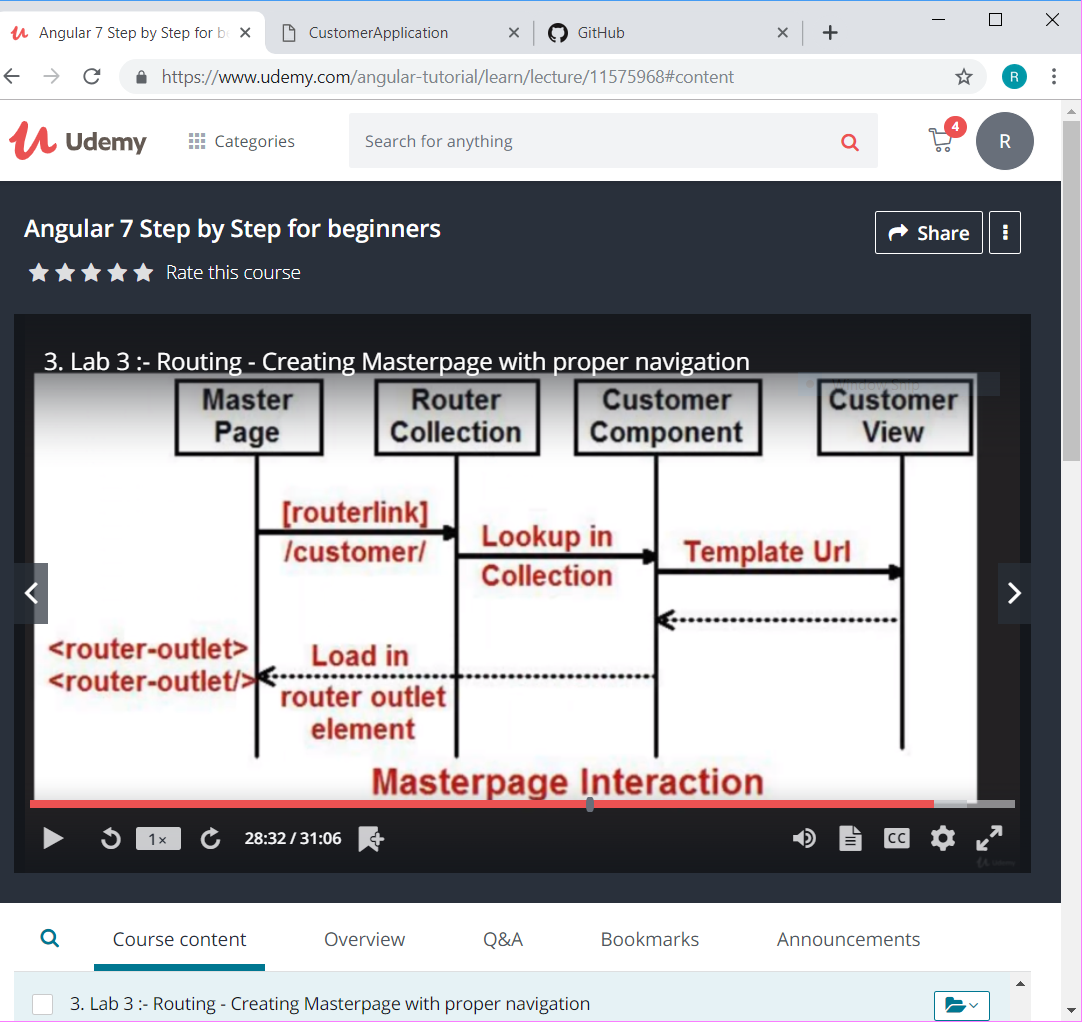 Angular 7 Step by Step for b
CustomerApplication
GitHub
https://www.udemy.com/angular-tutorial/learn/lecture/11575968#content
R
Udemy
Categories
Search for anything
4
R
Angular 7 Step by Step for beginners
Share
Rate this course
3. Lab 3 :- Routing - Creating Masterpage with proper navigation
Window Snip
Master
Page
Router
Collection
Customer
Component
Customer
View
[routerlink]
/customer/
Lookup in
Collection
Template Url
<router-outlet>
<router-outlet/>
Load in
router outlet
element
Masterpage Interaction
1×
28:32 / 31:06
CC
Udemy
Course content
Overview
Q&A
Bookmarks
Announcements
3. Lab 3 :- Routing - Creating Masterpage with proper navigation